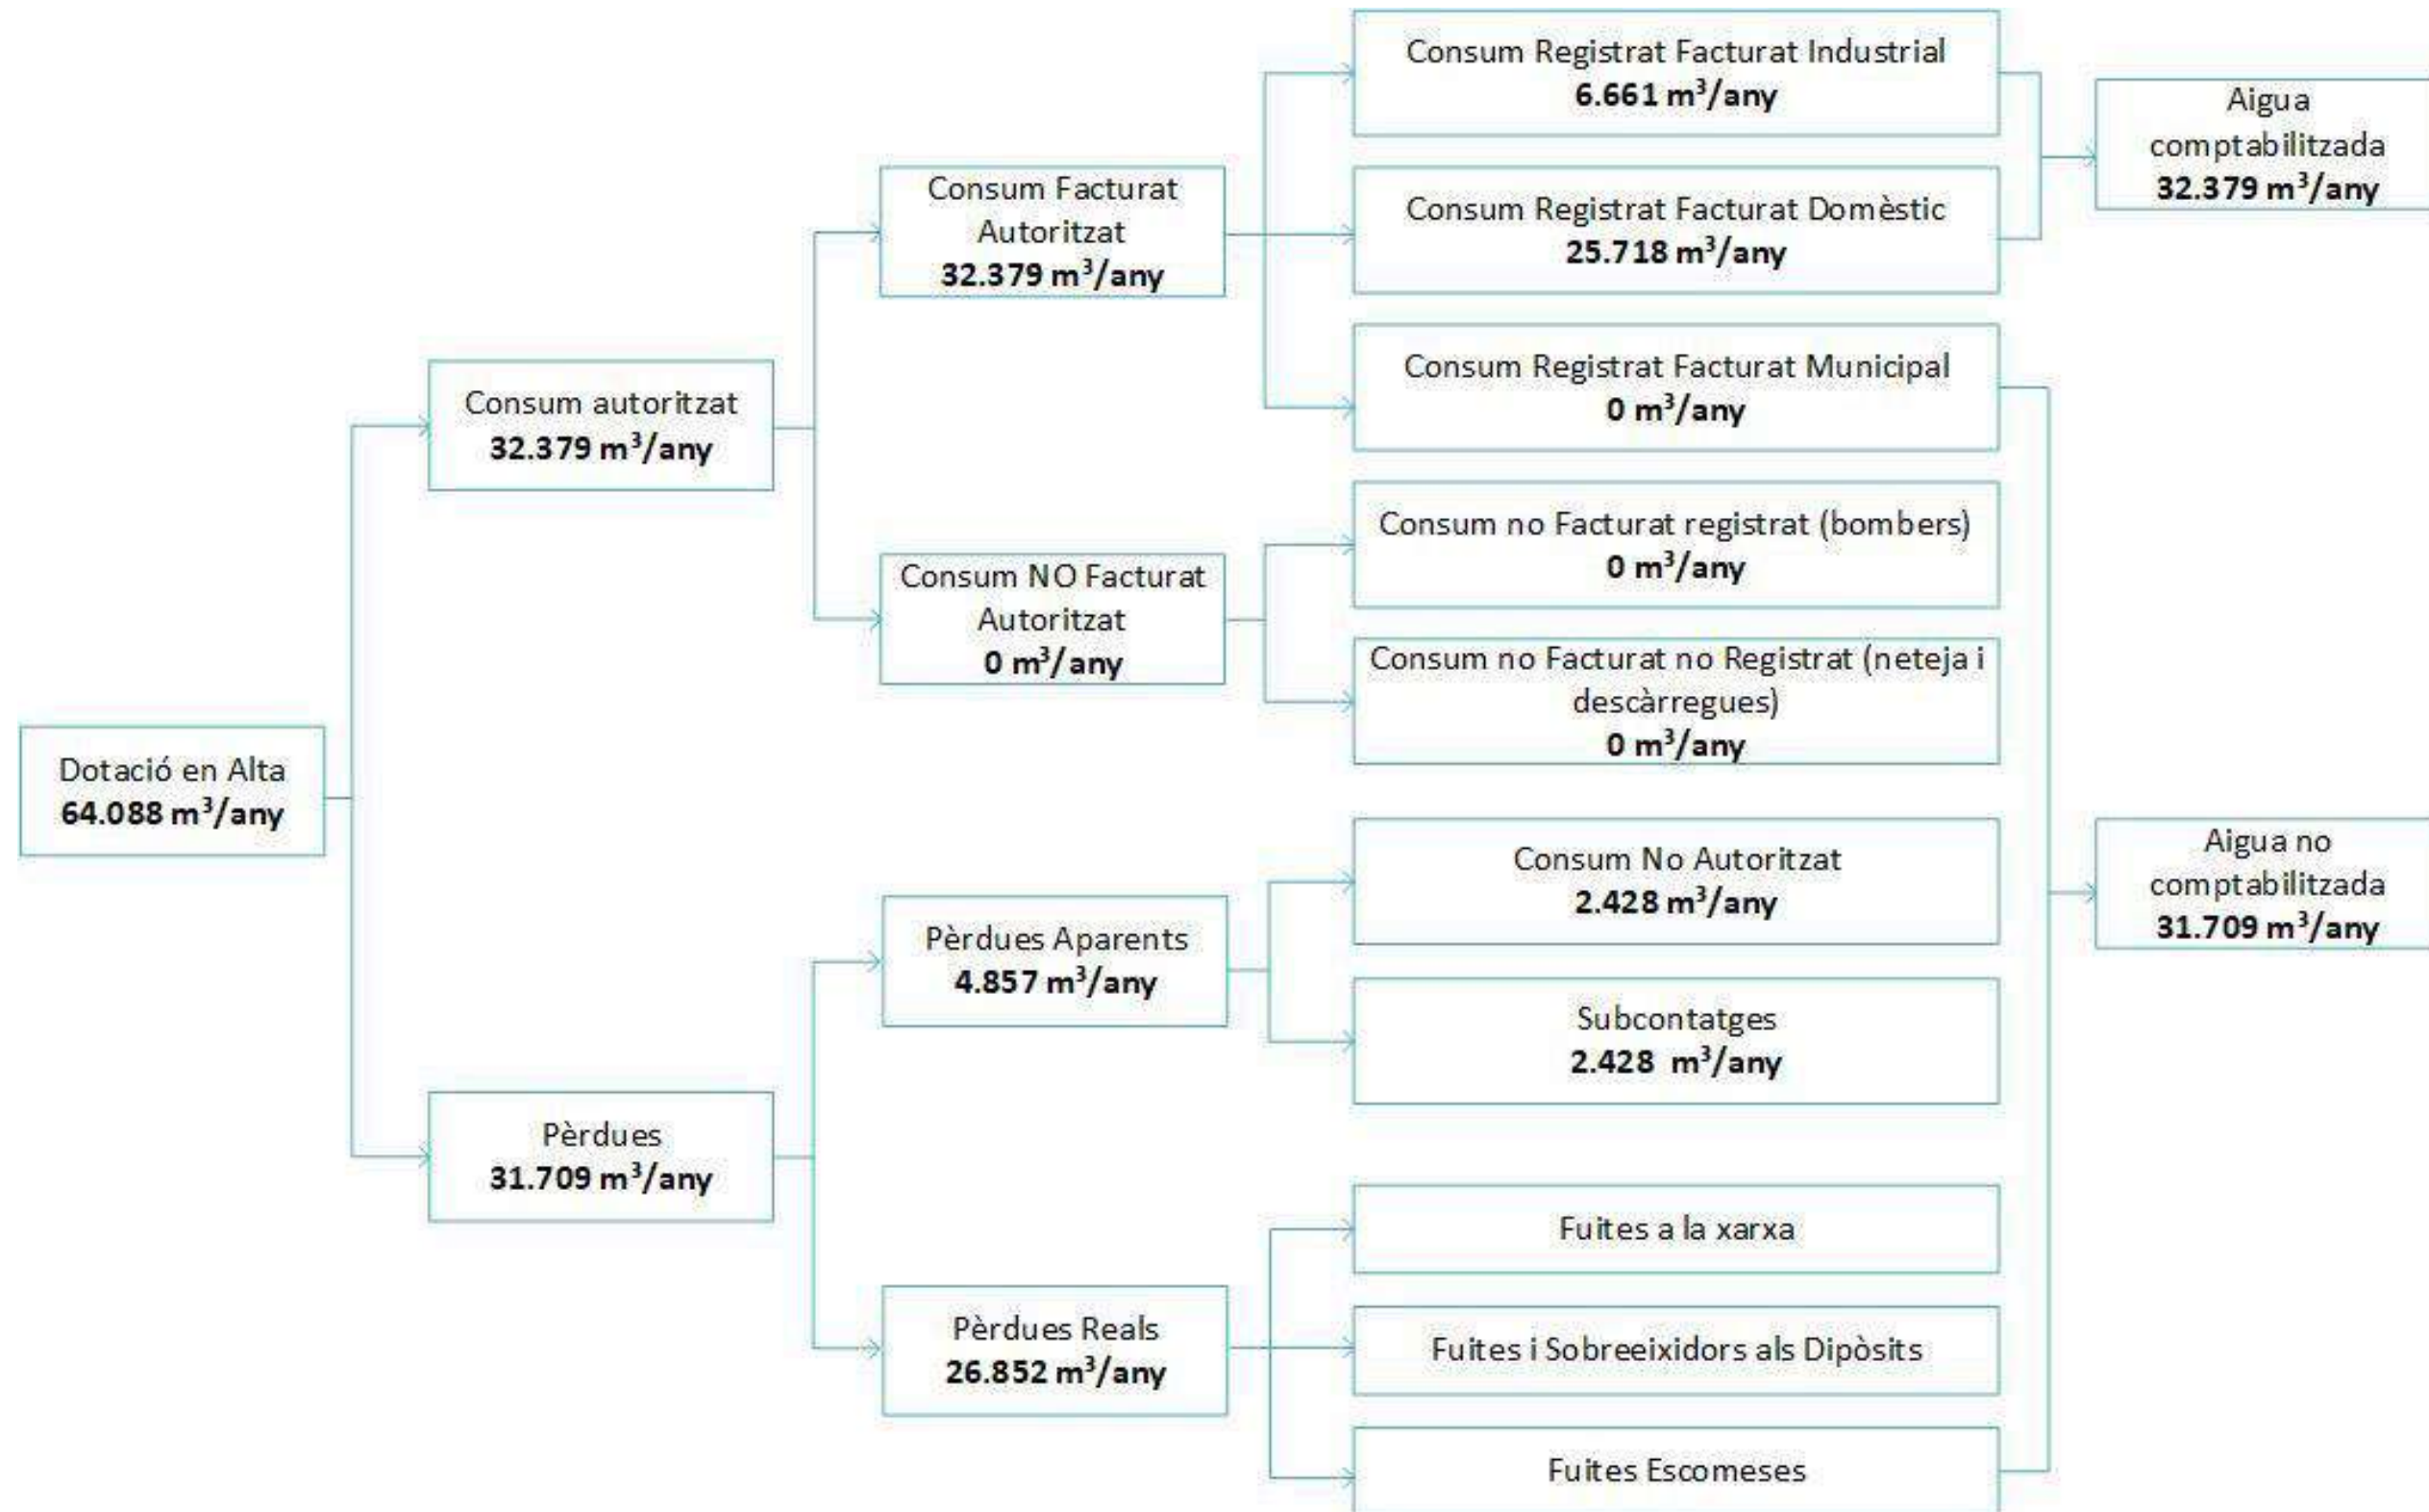 Dotació en Alta
64.088 m³/any
Consum autoritzat
32.379 m³/any
Pèrdues
31.709 m³/any
Consum Facturat
Autoritzat
32.379 m³/any
Consum NO Facturat
Autoritzat
0 m³/any
Pèrdues Aparents
4.857 m³/any
Pèrdues Reals
26.852 m³/any
Consum Registrat Facturat Industrial
6.661 m³/any
Consum Registrat Facturat Domèstic
25.718 m³/any
Consum Registrat Facturat Municipal
0 m³/any
Consum no Facturat registrat (bombers)
0 m³/any
Consum no Facturat no Registrat (neteja i
descàrregues)
0 m³/any
Consum No Autoritzat
2.428 m³/any
Subcontatges
2.428 m³/any
Fuites a la xarxa
Fuites i Sobreeixidors als Dipòsits
Fuites Escomeses
Aigua
comptabilitzada
32.379 m³/any
Aigua no
comptabilitzada
31.709 m³/any